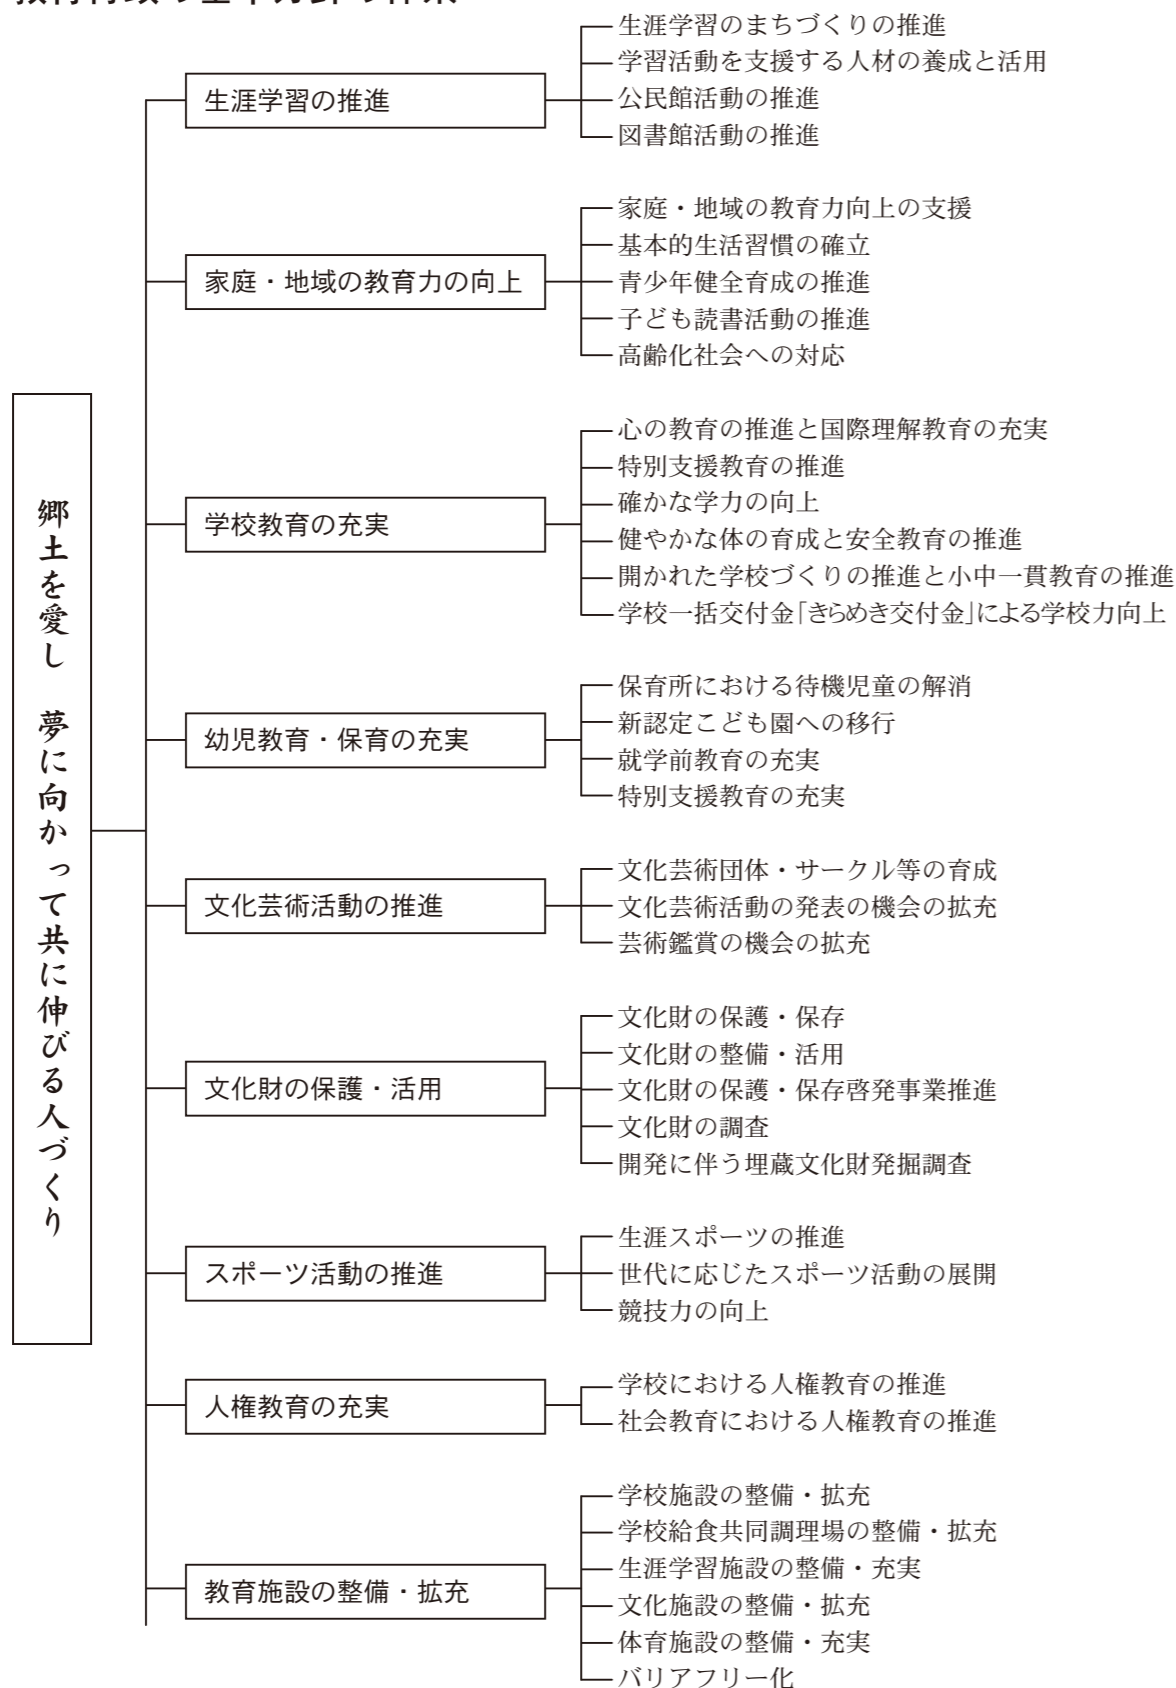 郷土を愛し 夢に向かって共に伸びる人づくり
生涯学習の推進
生涯学習のまちづくりの推進
学習活動を支援する人材の養成と活用
公民館活動の推進
図書館活動の推進
家庭・地域の教育力の向上
家庭・地域の教育力向上の支援
基本的生活習慣の確立
青少年健全育成の推進
子ども読書活動の推進
高齢化社会への対応
学校教育の充実
心の教育の推進と国際理解教育の充実
特別支援教育の推進
確かな学力の向上
健やかな体の育成と安全教育の推進
開かれた学校づくりの推進と小中一貫教育の推進
学校一括交付金「きらめき交付金」による学校力向上
幼児教育・保育の充実
保育所における待機児童の解消
新認定こども園への移行
就学前教育の充実
特別支援教育の充実
文化芸術活動の推進
文化芸術団体・サークル等の育成
文化芸術活動の発表の機会の拡充
芸術鑑賞の機会の拡充
文化財の保護・活用
文化財の保護・保存
文化財の整備・活用
文化財の保護・保存啓発事業推進
文化財の調査
開発に伴う埋蔵文化財発掘調査
スポーツ活動の推進
生涯スポーツの推進
世代に応じたスポーツ活動の展開
競技力の向上
人権教育の充実
学校における人権教育の推進
社会教育における人権教育の推進
教育施設の整備・拡充
学校施設の整備・拡充
学校給食共同調理場の整備・拡充
生涯学習施設の整備・充実
文化施設の整備・拡充
体育施設の整備・充実
バリアフリー化